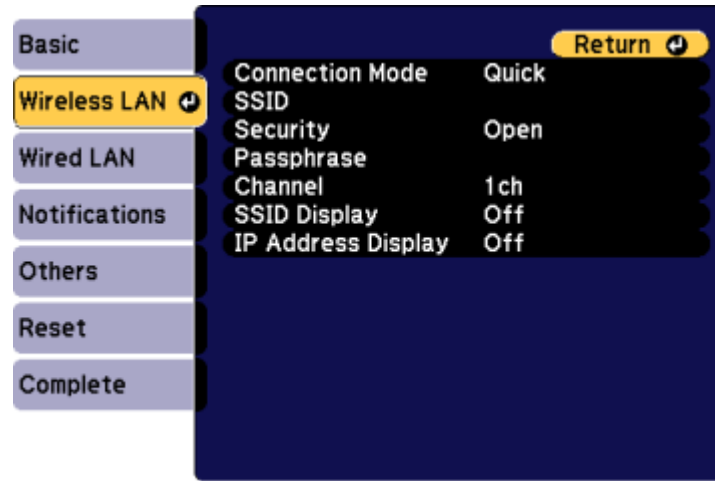 Basic
Wireless LAN
Wired LAN
Notifications
Others
Reset
Complete
Return
Connection Mode Quick
SSID
Security Open
Passphrase
Channel 1ch
SSID Display Off
IP Address Display Off